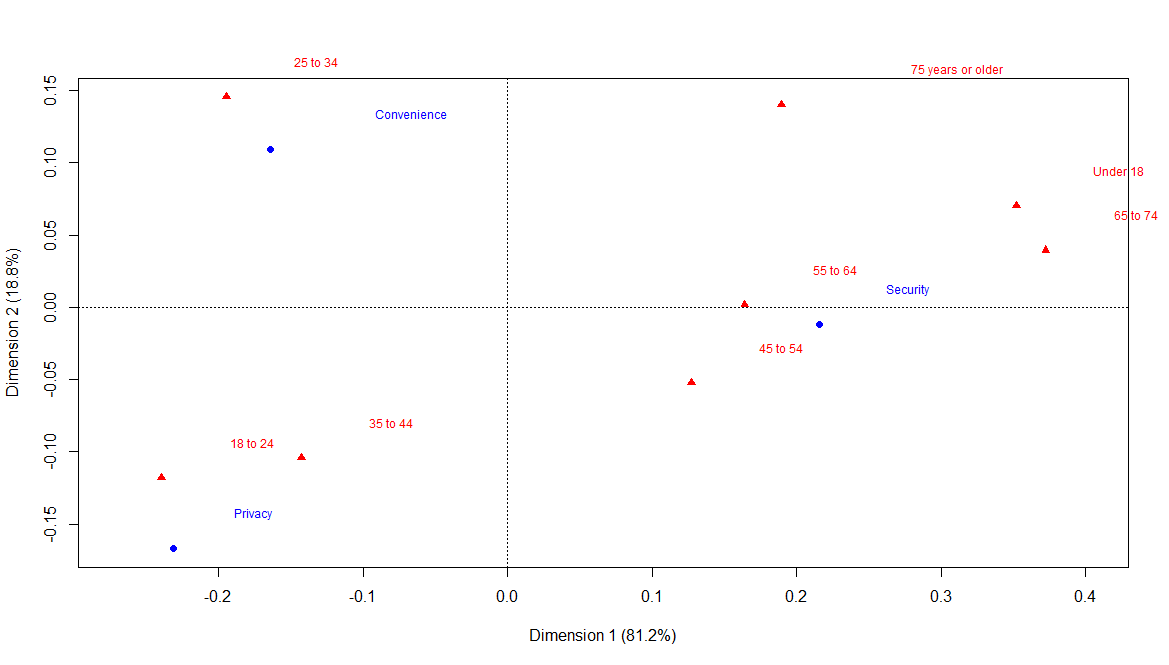 25 to 34
75 years or older
Convenience
Under 18
65 to 74
55 to 64
Security
45 to 54
35 to 44
18 to 24
Privacy
0.15
0.10
0.05
0.00
-0.05
-0.10
-0.15
Dimension 2 (18.8%)
-0.2
-0.1
0.0
0.1
0.2
0.3
0.4
Dimension 1 (81.2%)